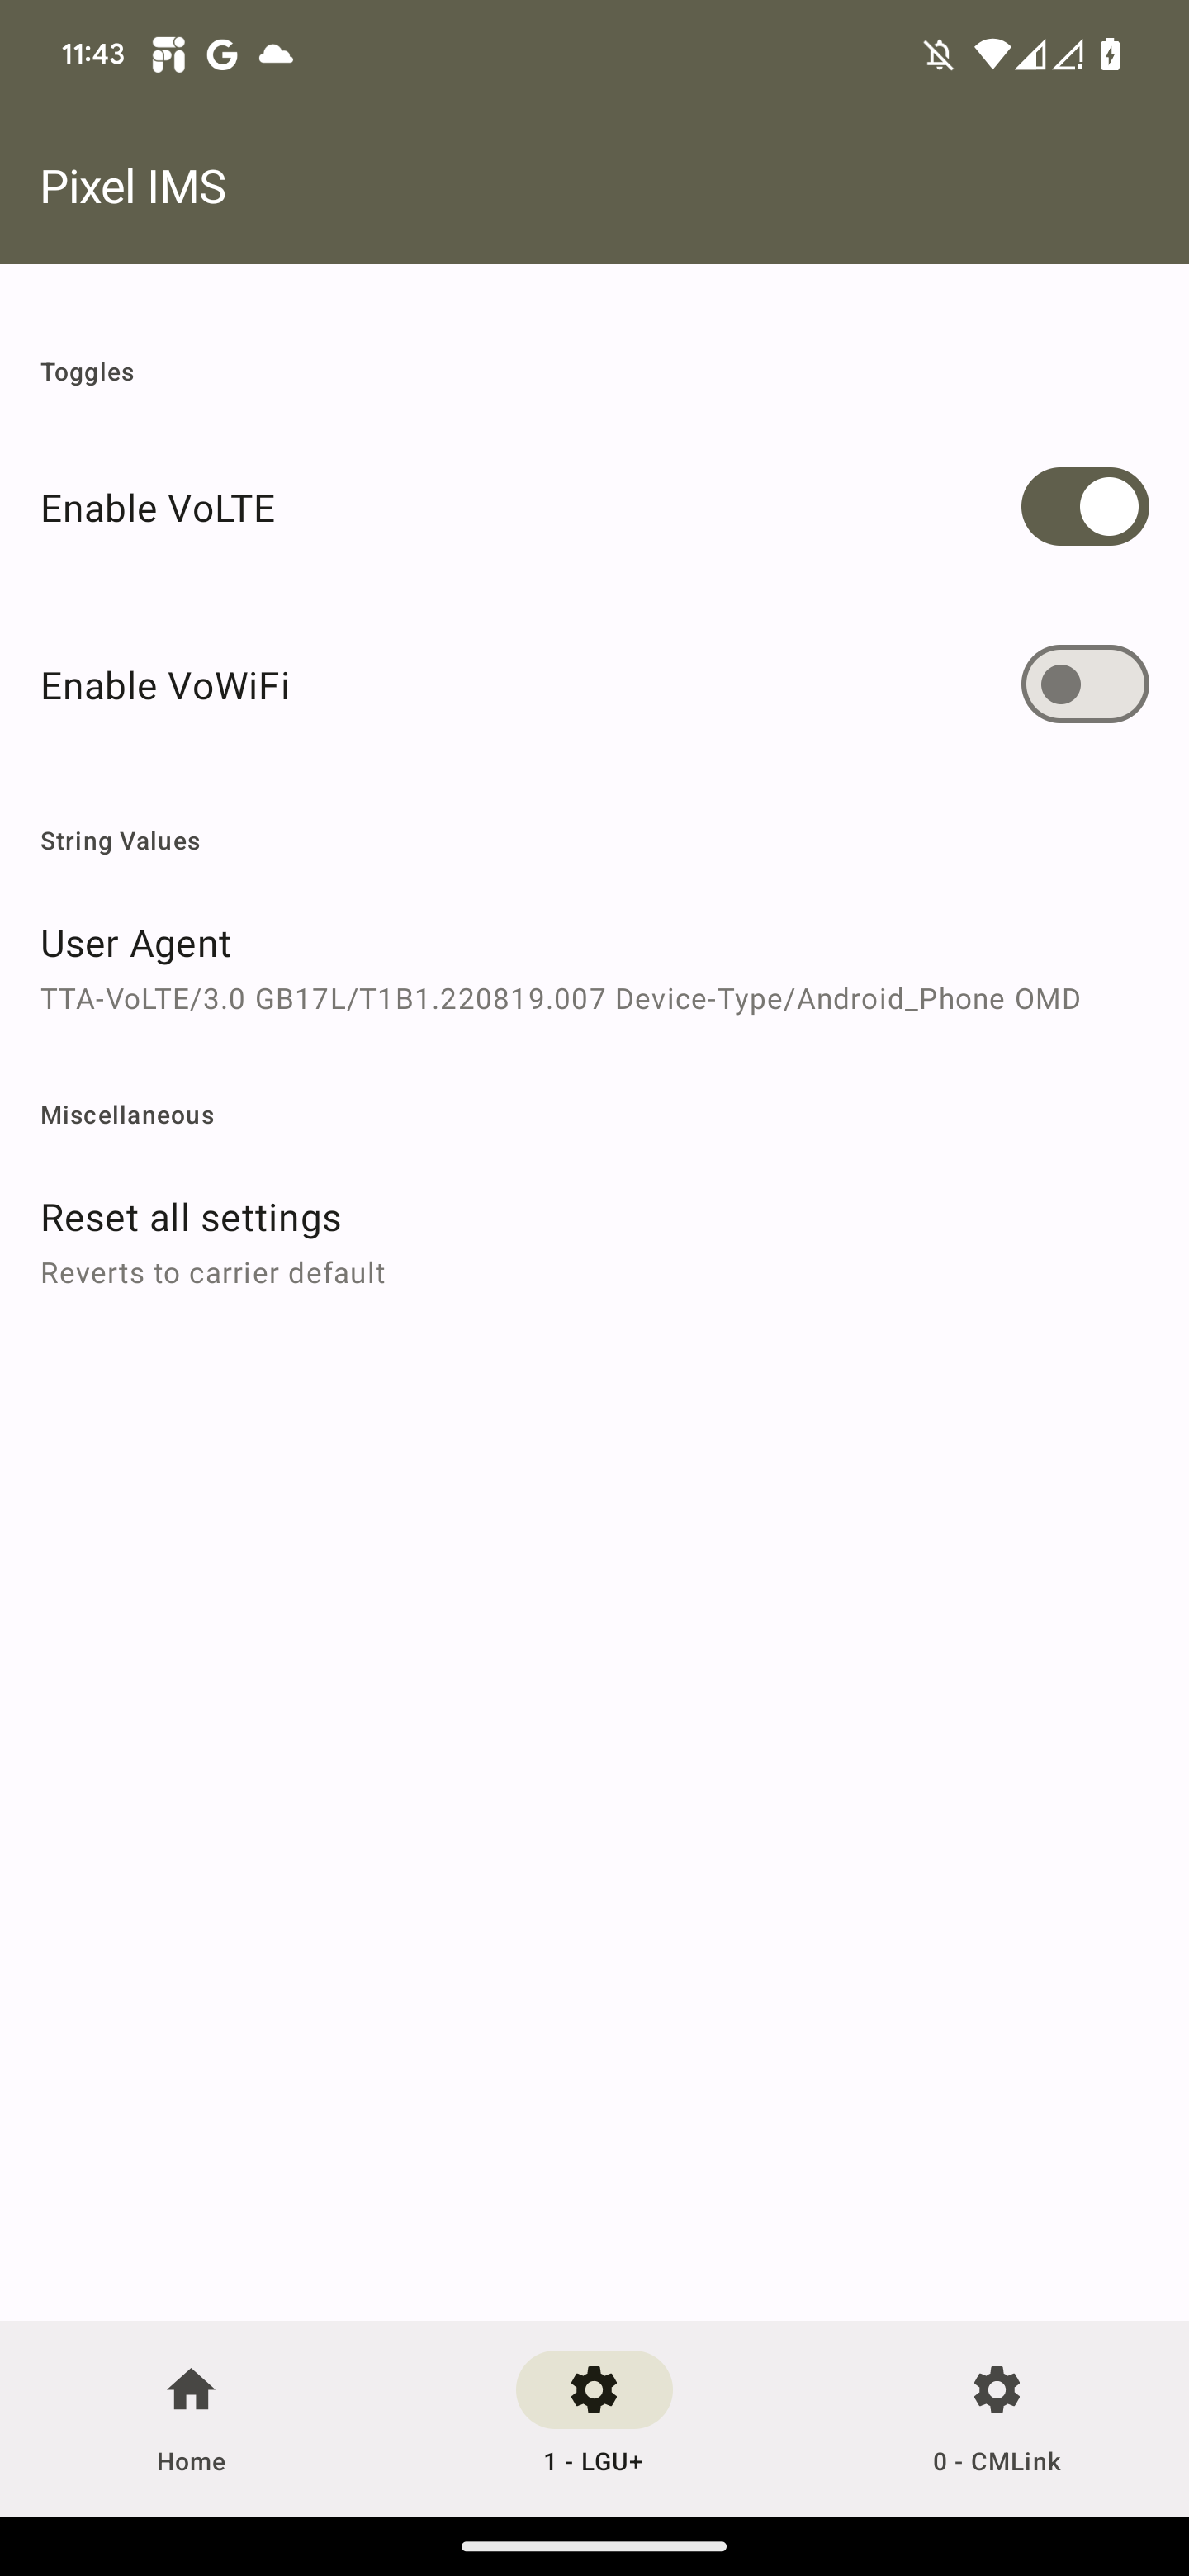 11:43
Pixel IMS
Toggles
Enable VoLTE
Enable VoWiFi
String Values
User Agent
TTA-VoLTE/3.0 GB17L/T1B1.220819.007 Device-Type/Android_Phone OMD
Miscellaneous
Reset all settings
Reverts to carrier default
Home
1 - LGU+
0 - CMLink